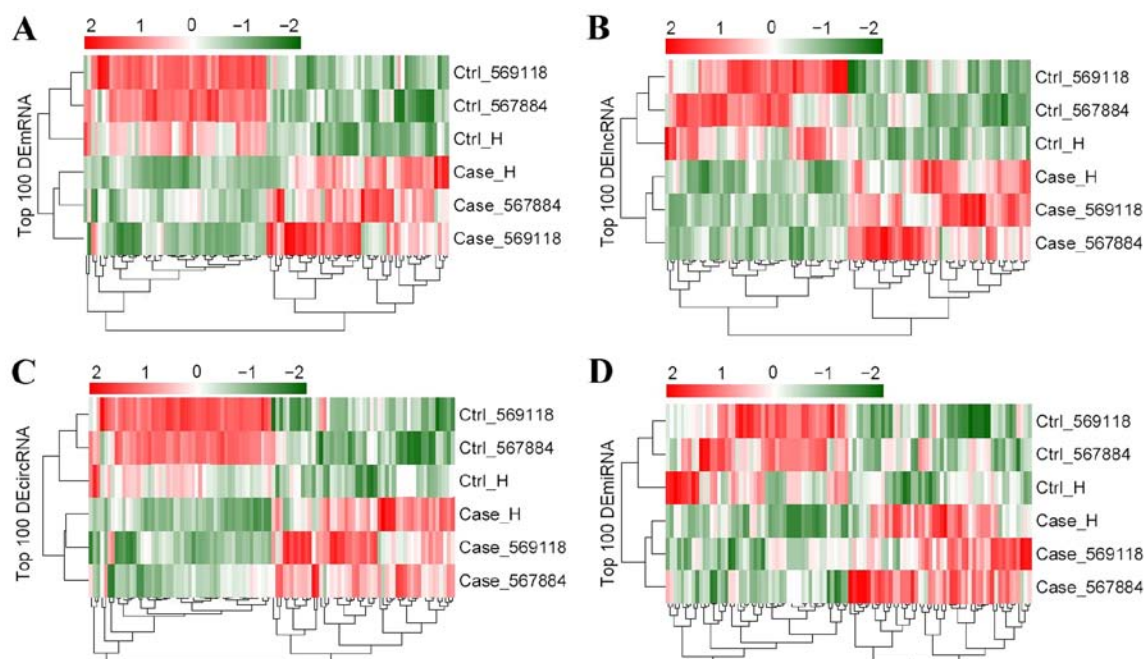 A
2 1 0 −1 −2
Top 100 DEmRNA
Ctrl_569118
Ctrl_567884
Ctrl_H
Case_H
Case_567884
Case_569118
B
2 1 0 −1 −2
Top 100 DElncRNA
Ctrl_569118
Ctrl_567884
Ctrl_H
Case_H
Case_569118
Case_567884
C
2 1 0 −1 −2
Top 100 DEcircRNA
Ctrl_569118
Ctrl_567884
Ctrl_H
Case_H
Case_569118
Case_567884
D
2 1 0 −1 −2
Top 100 DEmiRNA
Ctrl_569118
Ctrl_567884
Ctrl_H
Case_H
Case_569118
Case_567884